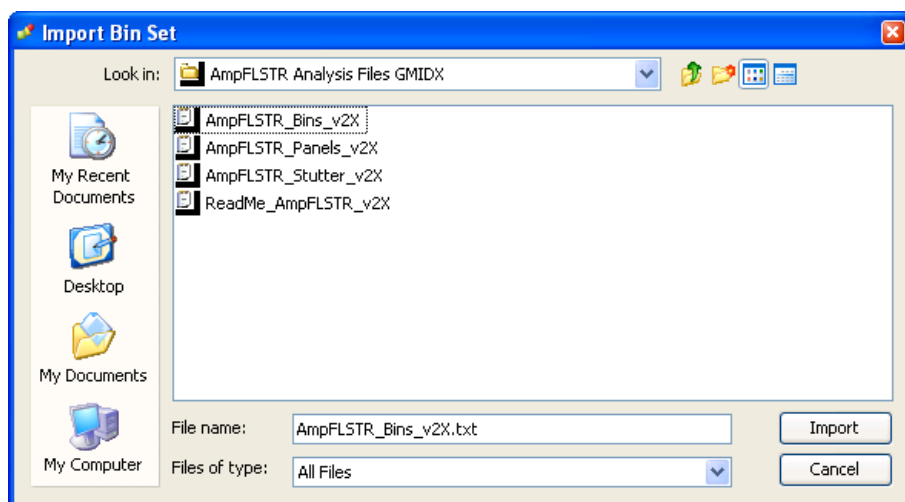 Import Bin Set
Look in: AmpFLSTR Analysis Files GMIDX
AmpFLSTR_Bins_v2X
AmpFLSTR_Panels_v2X
AmpFLSTR_Stutter_v2X
ReadMe_AmpFLSTR_v2X
My Recent
Documents
Desktop
My Documents
My Computer
File name: AmpFLSTR_Bins_v2X.txt Import
Files of type: All Files Cancel